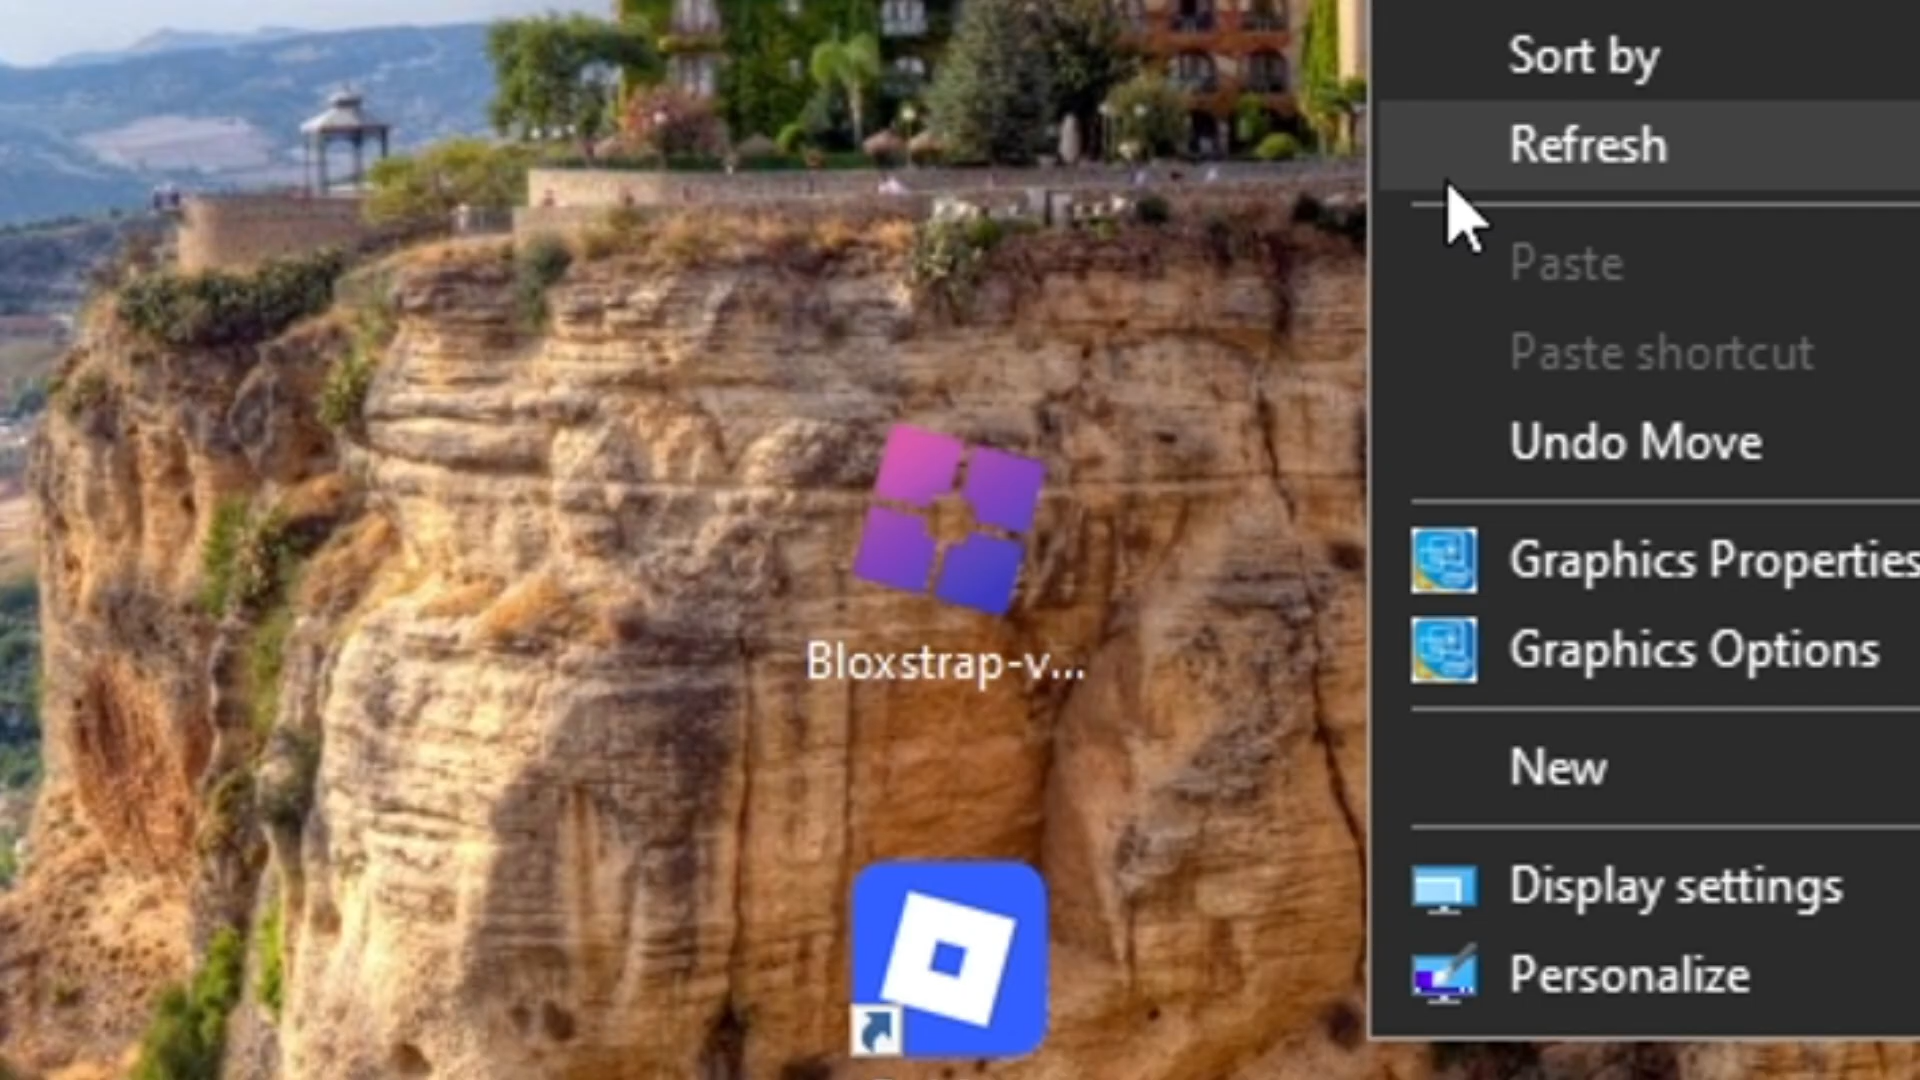 Sort by
Refresh
Paste
Paste shortcut
Undo Move
Graphics Properties
Graphics Options
New
Display settings
Personalize
Bloxstrap-v...